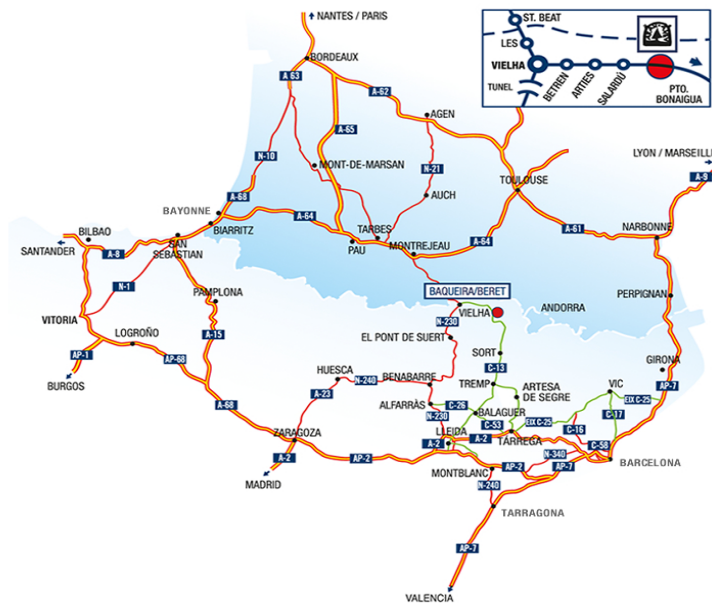 NANTES / PARIS
ST. BEAT
LES
VIELHA
TUNEL
BETREN
ARTIES
SALARDÚ
PTO.
BONAIGUA
BORDEAUX
A 63
A-62
AGEN
A-65
N-10
MONT-DE-MARSAN
N-21
LYON / MARSEILLE
A-9
TOULOUSE
AUCH
A-63
BAYONNE
BIARRITZ
A-64
TARBES
PAU
MONTREJEAU
A-64
A-61
NARBONNE
BILBAO
SANTANDER
A-8
SAN
SEBASTIAN
N-1
PAMPLONA
BAQUEIRA/BERET
VIELHA
ANDORRA
PERPIGNAN
VITORIA
LOGROÑO
A-15
N-230
EL PONT DE SUERT
SORT
C-13
GIRONA
AP-1
BURGOS
AP-68
HUESCA
N-240
A-23
BENABARRE
TREMP
ARTESA
DE SEGRE
VIC
EIX C-25
AP-7
ALFARRÀS
C-26
N-230
BALAGUER
C-53
EIX C-25
C-17
C-16
A-68
ZARAGOZA
LLEIDA
A-2
A-2
TÀRREGA
C-58
N-340
BARCELONA
A-2
MADRID
AP-2
MONTBLANC
AP-2
AP-7
N-240
TARRAGONA
AP-7
VALENCIA